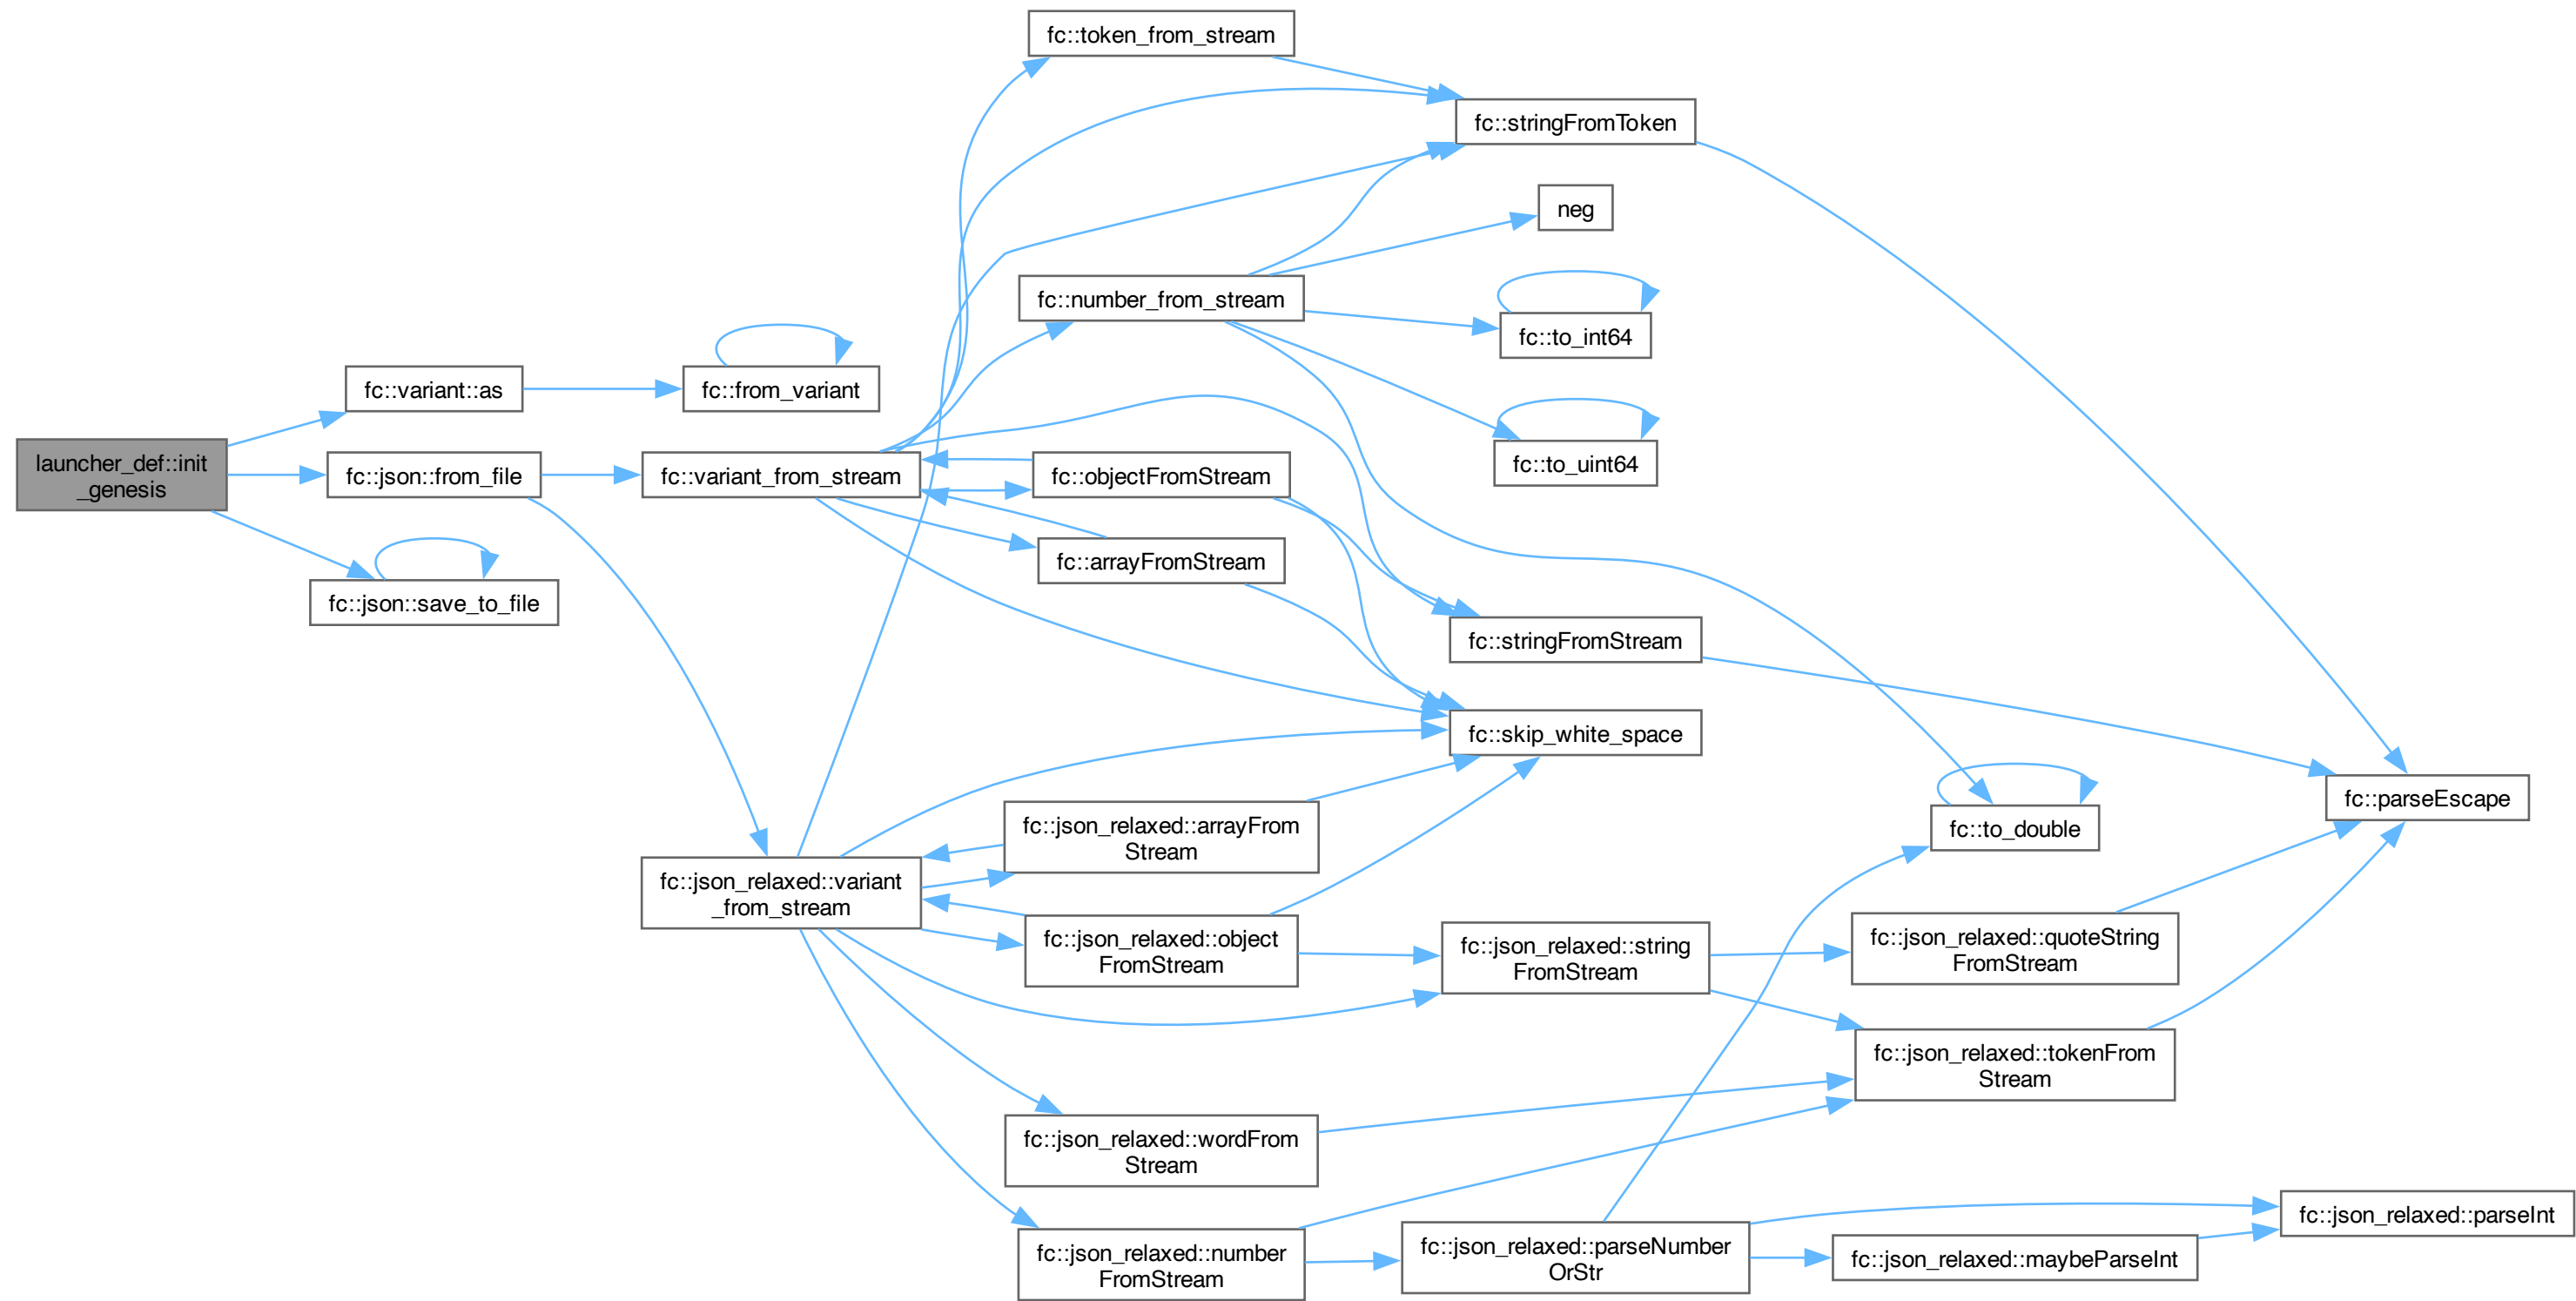 fc::token_from_stream
fc::stringFromToken
neg
fc::number_from_stream
fc::to_int64
fc::variant::as
fc::from_variant
launcher_def::init
_genesis
fc::json::from_file
fc::variant_from_stream
fc::objectFromStream
fc::to_uint64
fc::arrayFromStream
fc::json::save_to_file
fc::stringFromStream
fc::skip_white_space
fc::json_relaxed::arrayFrom
Stream
fc::to_double
fc::parseEscape
fc::json_relaxed::variant
_from_stream
fc::json_relaxed::object
FromStream
fc::json_relaxed::string
FromStream
fc::json_relaxed::quoteString
FromStream
fc::json_relaxed::tokenFrom
Stream
fc::json_relaxed::wordFrom
Stream
fc::json_relaxed::number
FromStream
fc::json_relaxed::parseNumber
OrStr
fc::json_relaxed::maybeParseInt
fc::json_relaxed::parseInt